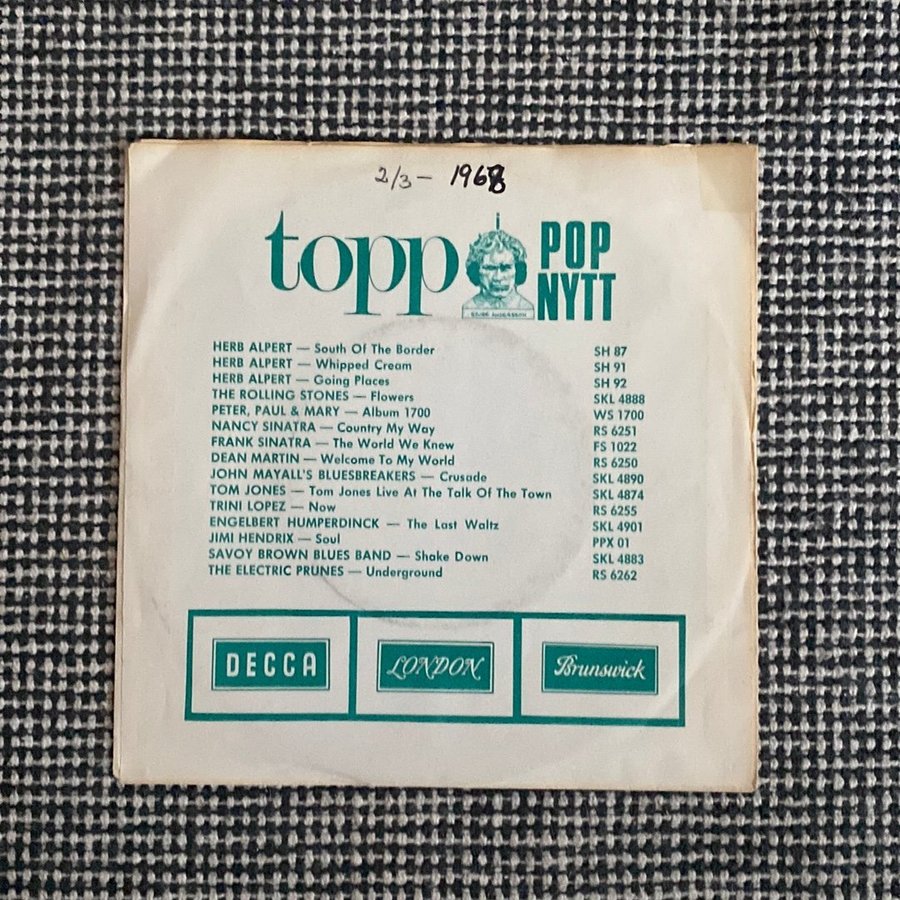 2/3 - 1968
topp POP
NYTT
HERB ALPERT — South Of The Border SH 87
HERB ALPERT — Whipped Cream SH 91
HERB ALPERT — Going Places SH 92
THE ROLLING STONES — Flowers SKL 4888
PETER, PAUL & MARY — Album 1700 WS 1700
NANCY SINATRA — Country My Way RS 6251
FRANK SINATRA — The World We Knew FS 1022
DEAN MARTIN — Welcome To My World RS 6250
JOHN MAYALL'S BLUESBREAKERS — Crusade SKL 4890
TOM JONES — Tom Jones Live At The Talk Of The Town SKL 4874
TRINI LOPEZ — Now RS 6255
ENGELBERT HUMPERDINCK — The Last Waltz SKL 4901
JIMI HENDRIX — Soul PPX 01
SAVOY BROWN BLUES BAND — Shake Down SKL 4883
THE ELECTRIC PRUNES — Underground RS 6262
DECCA LONDON Brunswick